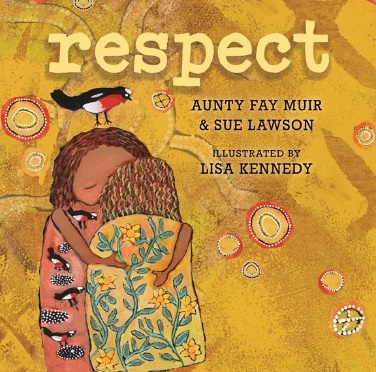 respect
AUNTY FAY MUIR
& SUE LAWSON
ILLUSTRATED BY
LISA KENNEDY